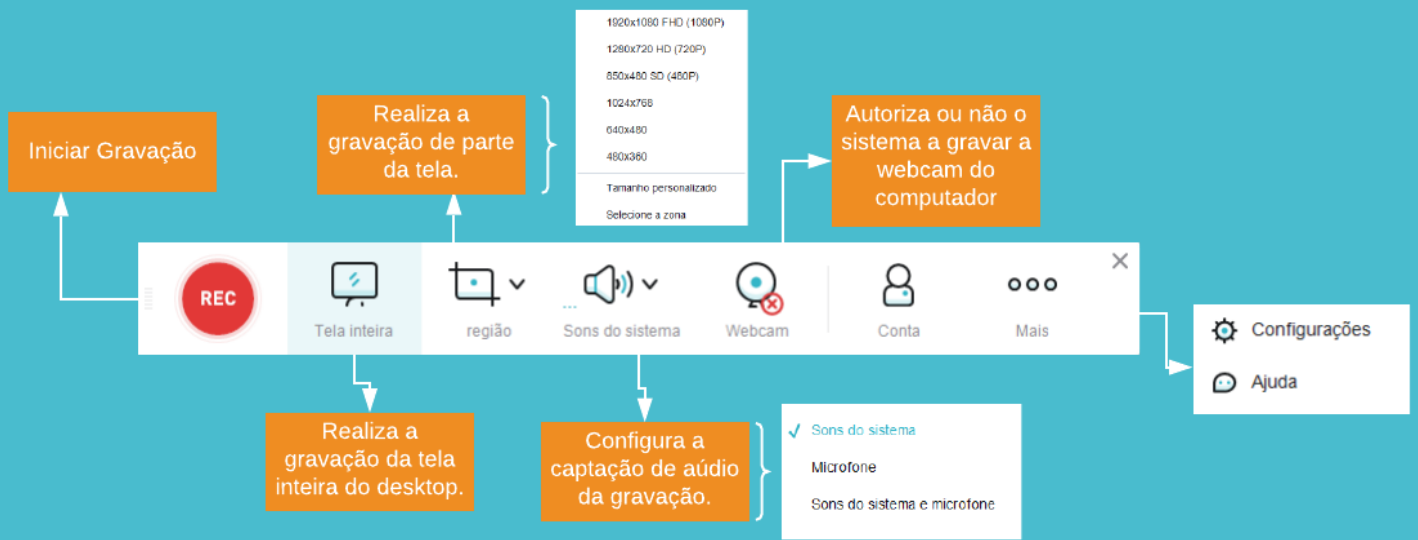 1920x1080 FHD (1080P)
1280x720 HD (720P)
850x480 SD (480P)
1024x768
640x480
480x360
Tamanho personalizado
Selecione a zona
Iniciar Gravação
Realiza a
gravação de parte
da tela.
Autoriza ou não o
sistema a gravar a
webcam do
computador
REC
Tela inteira
região
Sons do sistema
Webcam
Conta
Mais
Configurações
Ajuda
Realiza a
gravação da tela
inteira do desktop.
Configura a
captação de aúdio
da gravação.
Sons do sistema
Microfone
Sons do sistema e microfone